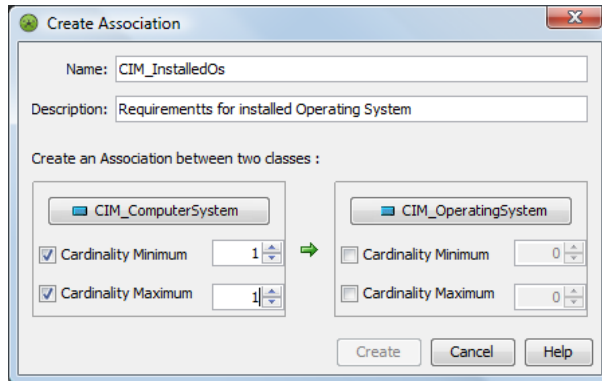 Create Association
Name: CIM_InstalledOs
Description: Requirementts for installed Operating System
Create an Association between two classes :
CIM_ComputerSystem CIM_OperatingSystem
Cardinality Minimum 1 Cardinality Minimum 0
Cardinality Maximum 1 Cardinality Maximum 0
Create Cancel Help